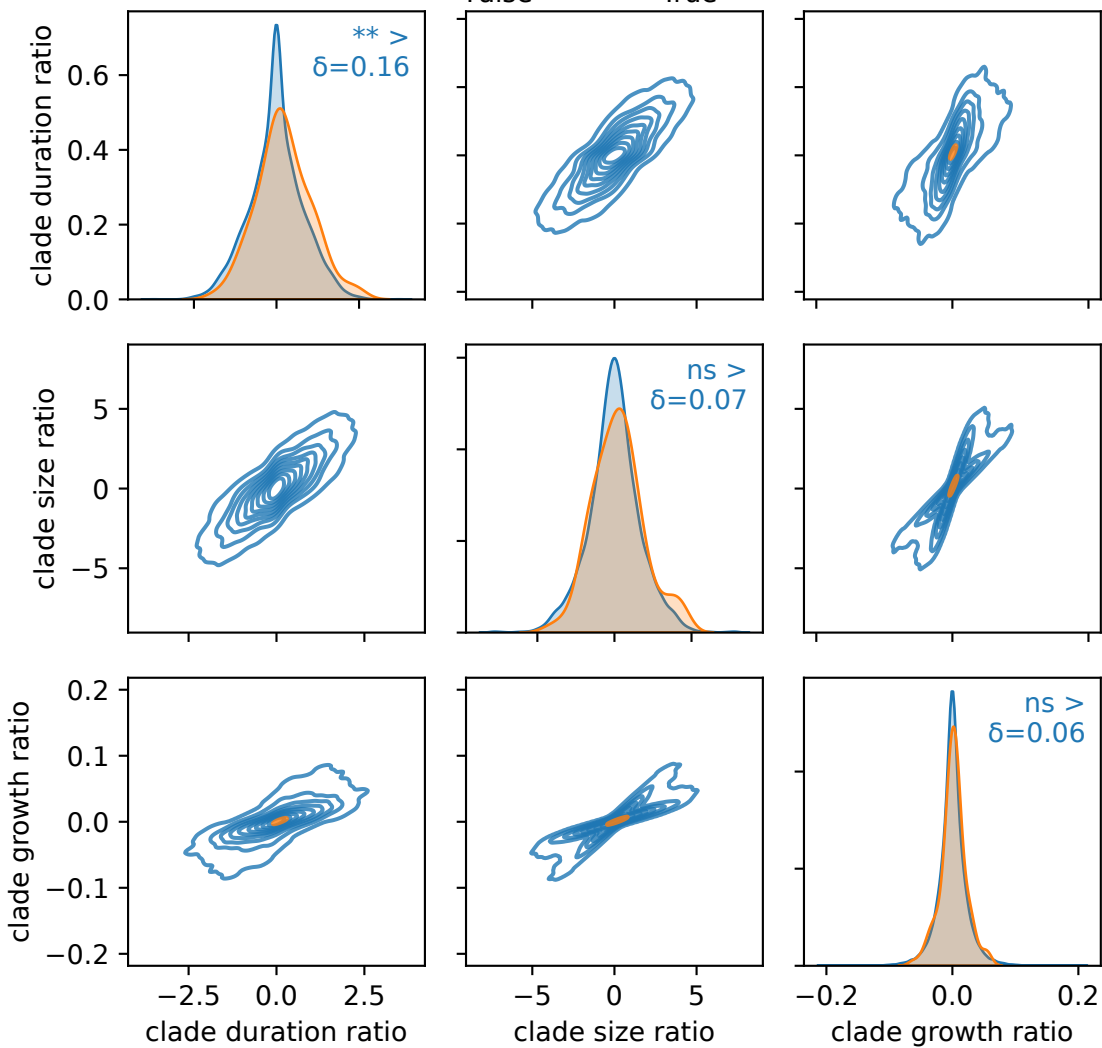 False True
** >
δ=0.16
clade duration ratio
0.6
0.4
0.2
0.0
ns >
δ=0.07
clade size ratio
5
0
−5
ns >
δ=0.06
clade growth ratio
0.2
0.1
0.0
−0.1
−0.2
−2.5 0.0 2.5 −5 0 5 −0.2 0.0 0.2
clade duration ratio clade size ratio clade growth ratio